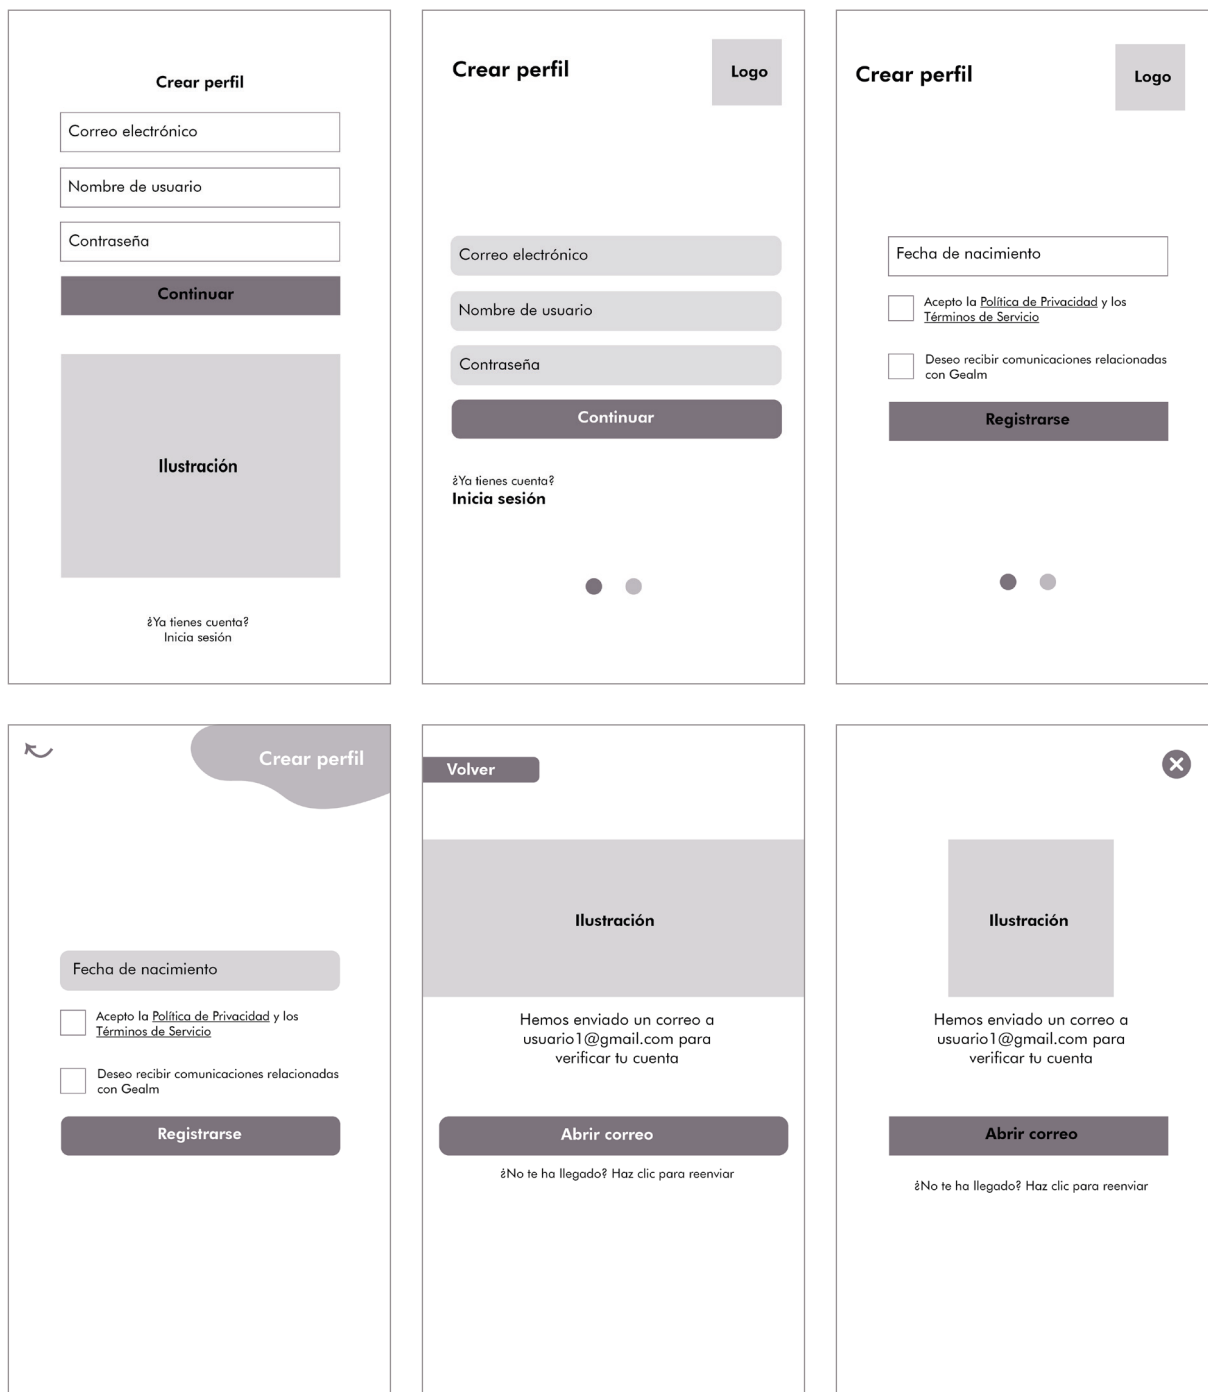 Crear perfil
Correo electrónico
Nombre de usuario
Contraseña
Continuar
Ilustración
¿Ya tienes cuenta?
Inicia sesión
Crear perfil
Logo
Correo electrónico
Nombre de usuario
Contraseña
Continuar
¿Ya tienes cuenta?
Inicia sesión
Crear perfil
Logo
Fecha de nacimiento
Acepto la Política de Privacidad y los
Términos de Servicio
Deseo recibir comunicaciones relacionadas
con Gealm
Registrarse
Crear perfil
Fecha de nacimiento
Acepto la Política de Privacidad y los
Términos de Servicio
Deseo recibir comunicaciones relacionadas
con Gealm
Registrarse
Volver
Ilustración
Hemos enviado un correo a
usuario1@gmail.com para
verificar tu cuenta
Abrir correo
¿No te ha llegado? Haz clic para reenviar
Ilustración
Hemos enviado un correo a
usuario1@gmail.com para
verificar tu cuenta
Abrir correo
¿No te ha llegado? Haz clic para reenviar